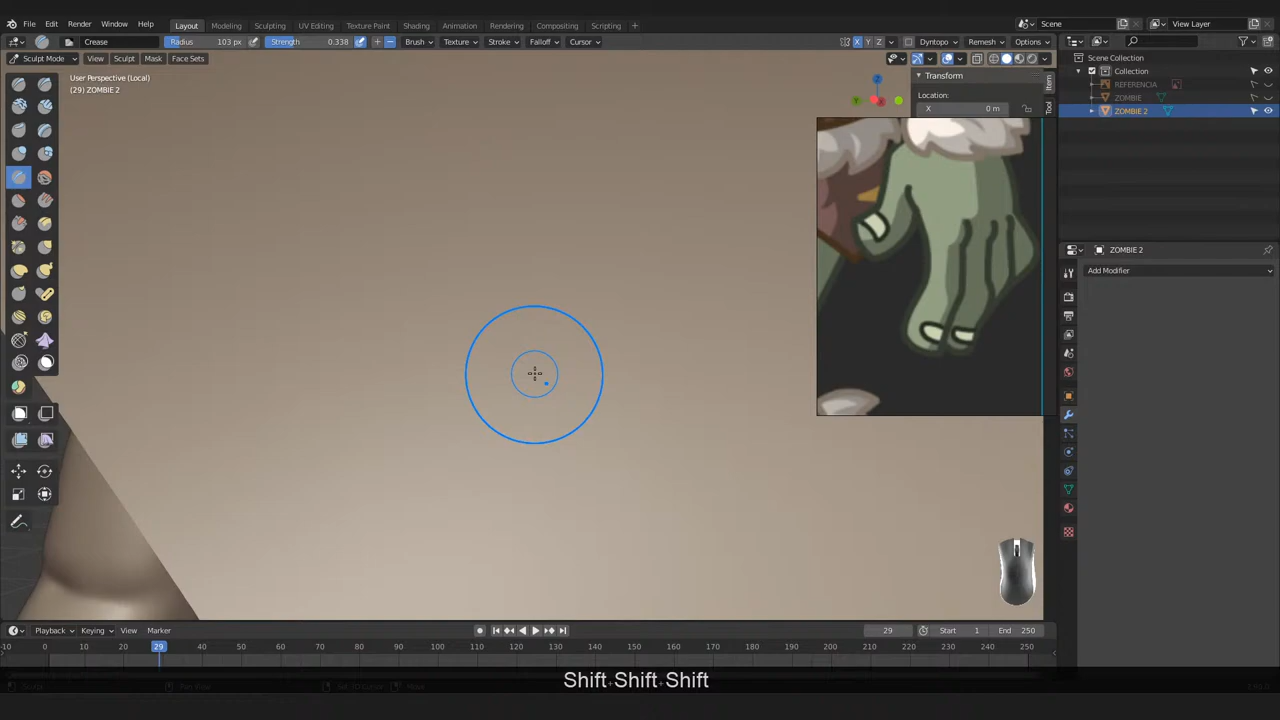 File Edit Render Window Help Layout Modeling Sculpting UV Editing Texture Paint Shading Animation Rendering Compositing Scripting + Scene View Layer
Crease Radius 103 px Strength 0.338 + − Brush Texture Stroke Falloff Cursor X Y Z Dyntopo Remesh Options
Sculpt Mode View Sculpt Mask Face Sets
User Perspective (Local)
(29) ZOMBIE 2
Transform
Location:
X 0 m
Item
Tool
Scene Collection
Collection
REFERENCIA
ZOMBIE
ZOMBIE 2
ZOMBIE 2
Add Modifier
Playback Keying View Marker 29 Start 1 End 250
-10 10 20 29 40 50 60 70 80 90 100 110 120 130 140 150 160 170 180 190 200 210 220 230 240 250
Shift+Shift+Shift